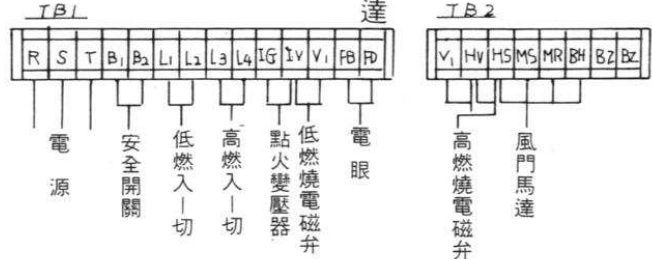 TB1
達
TB2
R S T B₁ B₂ L₁ L₂ L₃ L₄ IG IV V₁ FB FD
V₁ HV HS MS MR BH BZ BZ
電源
安全開關
低燃入－切
高燃入－切
點火變壓器
低燃燒電磁弁
電眼
高燃燒電磁弁
風門馬達